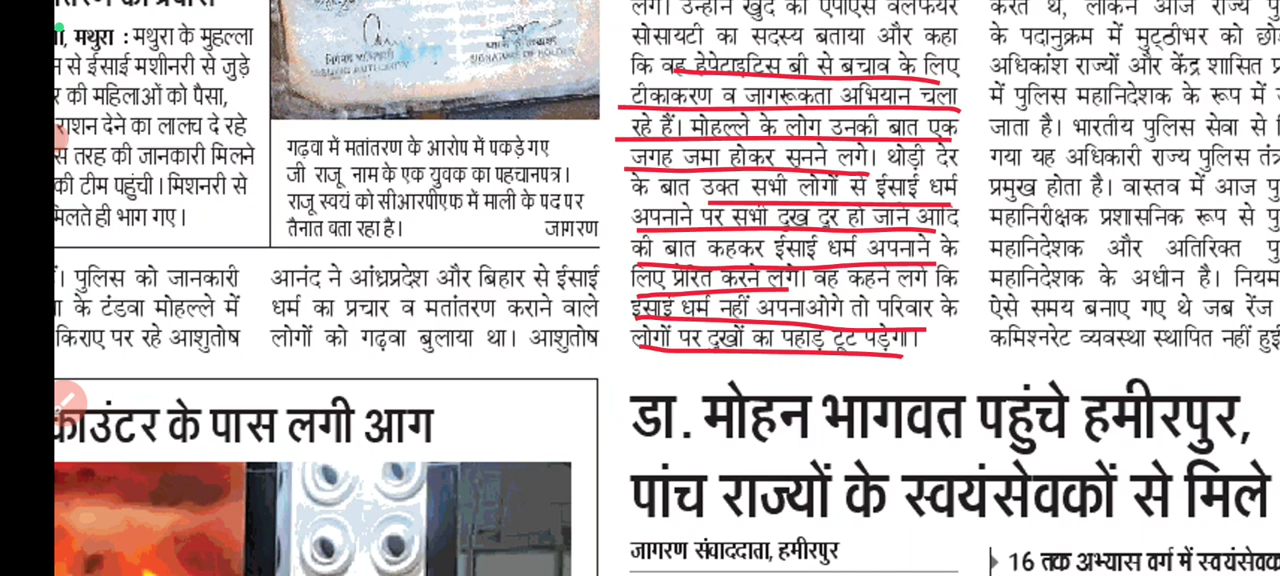 मथुरा : मथुरा के मुहल्ला
से ईसाई मशीनरी से जुड़े
की महिलाओं को पैसा,
राशन देने का लालच दे रहे
तरह की जानकारी मिलने
की टीम पहुंची। मिशनरी से
मिलते ही भाग गए।
SIGNATURE OF HOLDER
गढ़वा में मतांतरण के आरोप में पकड़े गए
जी राजू नाम के एक युवक का पहचानपत्र।
राजू स्वयं को सीआरपीएफ में माली के पद पर
तैनात बता रहा है। जागरण
पुलिस को जानकारी
के टंडवा मोहल्ले में
किराए पर रहे आशुतोष
आनंद ने आंध्रप्रदेश और बिहार से ईसाई
धर्म का प्रचार व मतांतरण कराने वाले
लोगों को गढ़वा बुलाया था। आशुतोष
लगे। उन्होंने खुद को एपीएस वेलफेयर
सोसायटी का सदस्य बताया और कहा
कि वह हेपेटाइटिस बी से बचाव के लिए
टीकाकरण व जागरूकता अभियान चला
रहे हैं। मोहल्ले के लोग उनकी बात एक
जगह जमा होकर सुनने लगे। थोड़ी देर
के बात उक्त सभी लोगों से ईसाई धर्म
अपनाने पर सभी दुख दूर हो जाने आदि
की बात कहकर ईसाई धर्म अपनाने के
लिए प्रेरित करने लगे। वह कहने लगे कि
ईसाई धर्म नहीं अपनाओगे तो परिवार के
लोगों पर दुखों का पहाड़ टूट पड़ेगा।
करते थे, लेकिन आज राज्य
के पदानुक्रम में मुट्ठीभर को
अधिकांश राज्यों और केंद्र शासित
में पुलिस महानिदेशक के रूप में
जाता है। भारतीय पुलिस सेवा से
गया यह अधिकारी राज्य पुलिस
प्रमुख होता है। वास्तव में आज
महानिरीक्षक प्रशासनिक रूप से
महानिदेशक और अतिरिक्त
महानिदेशक के अधीन है।
ऐसे समय बनाए गए थे जब रेंज
कमिश्नरेट व्यवस्था स्थापित नहीं
काउंटर के पास लगी आग
डा. मोहन भागवत पहुंचे हमीरपुर,
पांच राज्यों के स्वयंसेवकों से मिले
जागरण संवाददाता, हमीरपुर
16 तक अभ्यास वर्ग में